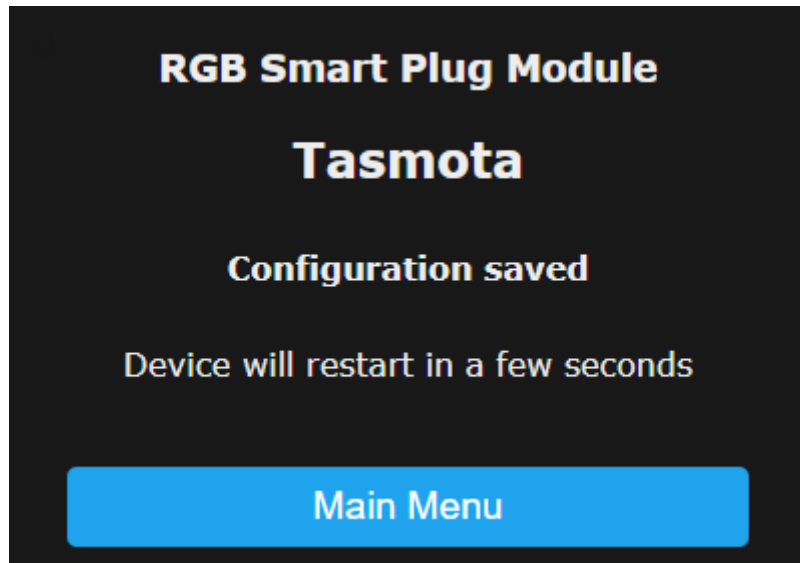 RGB Smart Plug Module
Tasmota
Configuration saved
Device will restart in a few seconds
Main Menu